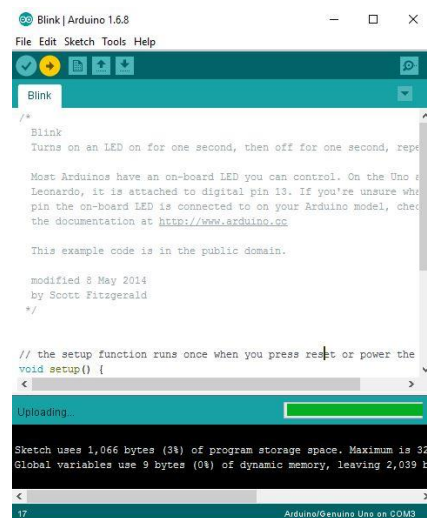 Blink | Arduino 1.6.8
File Edit Sketch Tools Help
Blink
/*
Blink
Turns on an LED on for one second, then off for one second, repe
Most Arduinos have an on-board LED you can control. On the Uno a
Leonardo, it is attached to digital pin 13. If you're unsure wha
pin the on-board LED is connected to on your Arduino model, chec
the documentation at http://www.arduino.cc
This example code is in the public domain.
modified 8 May 2014
by Scott Fitzgerald
*/
// the setup function runs once when you press reset or power the
void setup() {
Uploading...
Sketch uses 1,066 bytes (3%) of program storage space. Maximum is 32
Global variables use 9 bytes (0%) of dynamic memory, leaving 2,039 b
17
Arduino/Genuino Uno on COM3